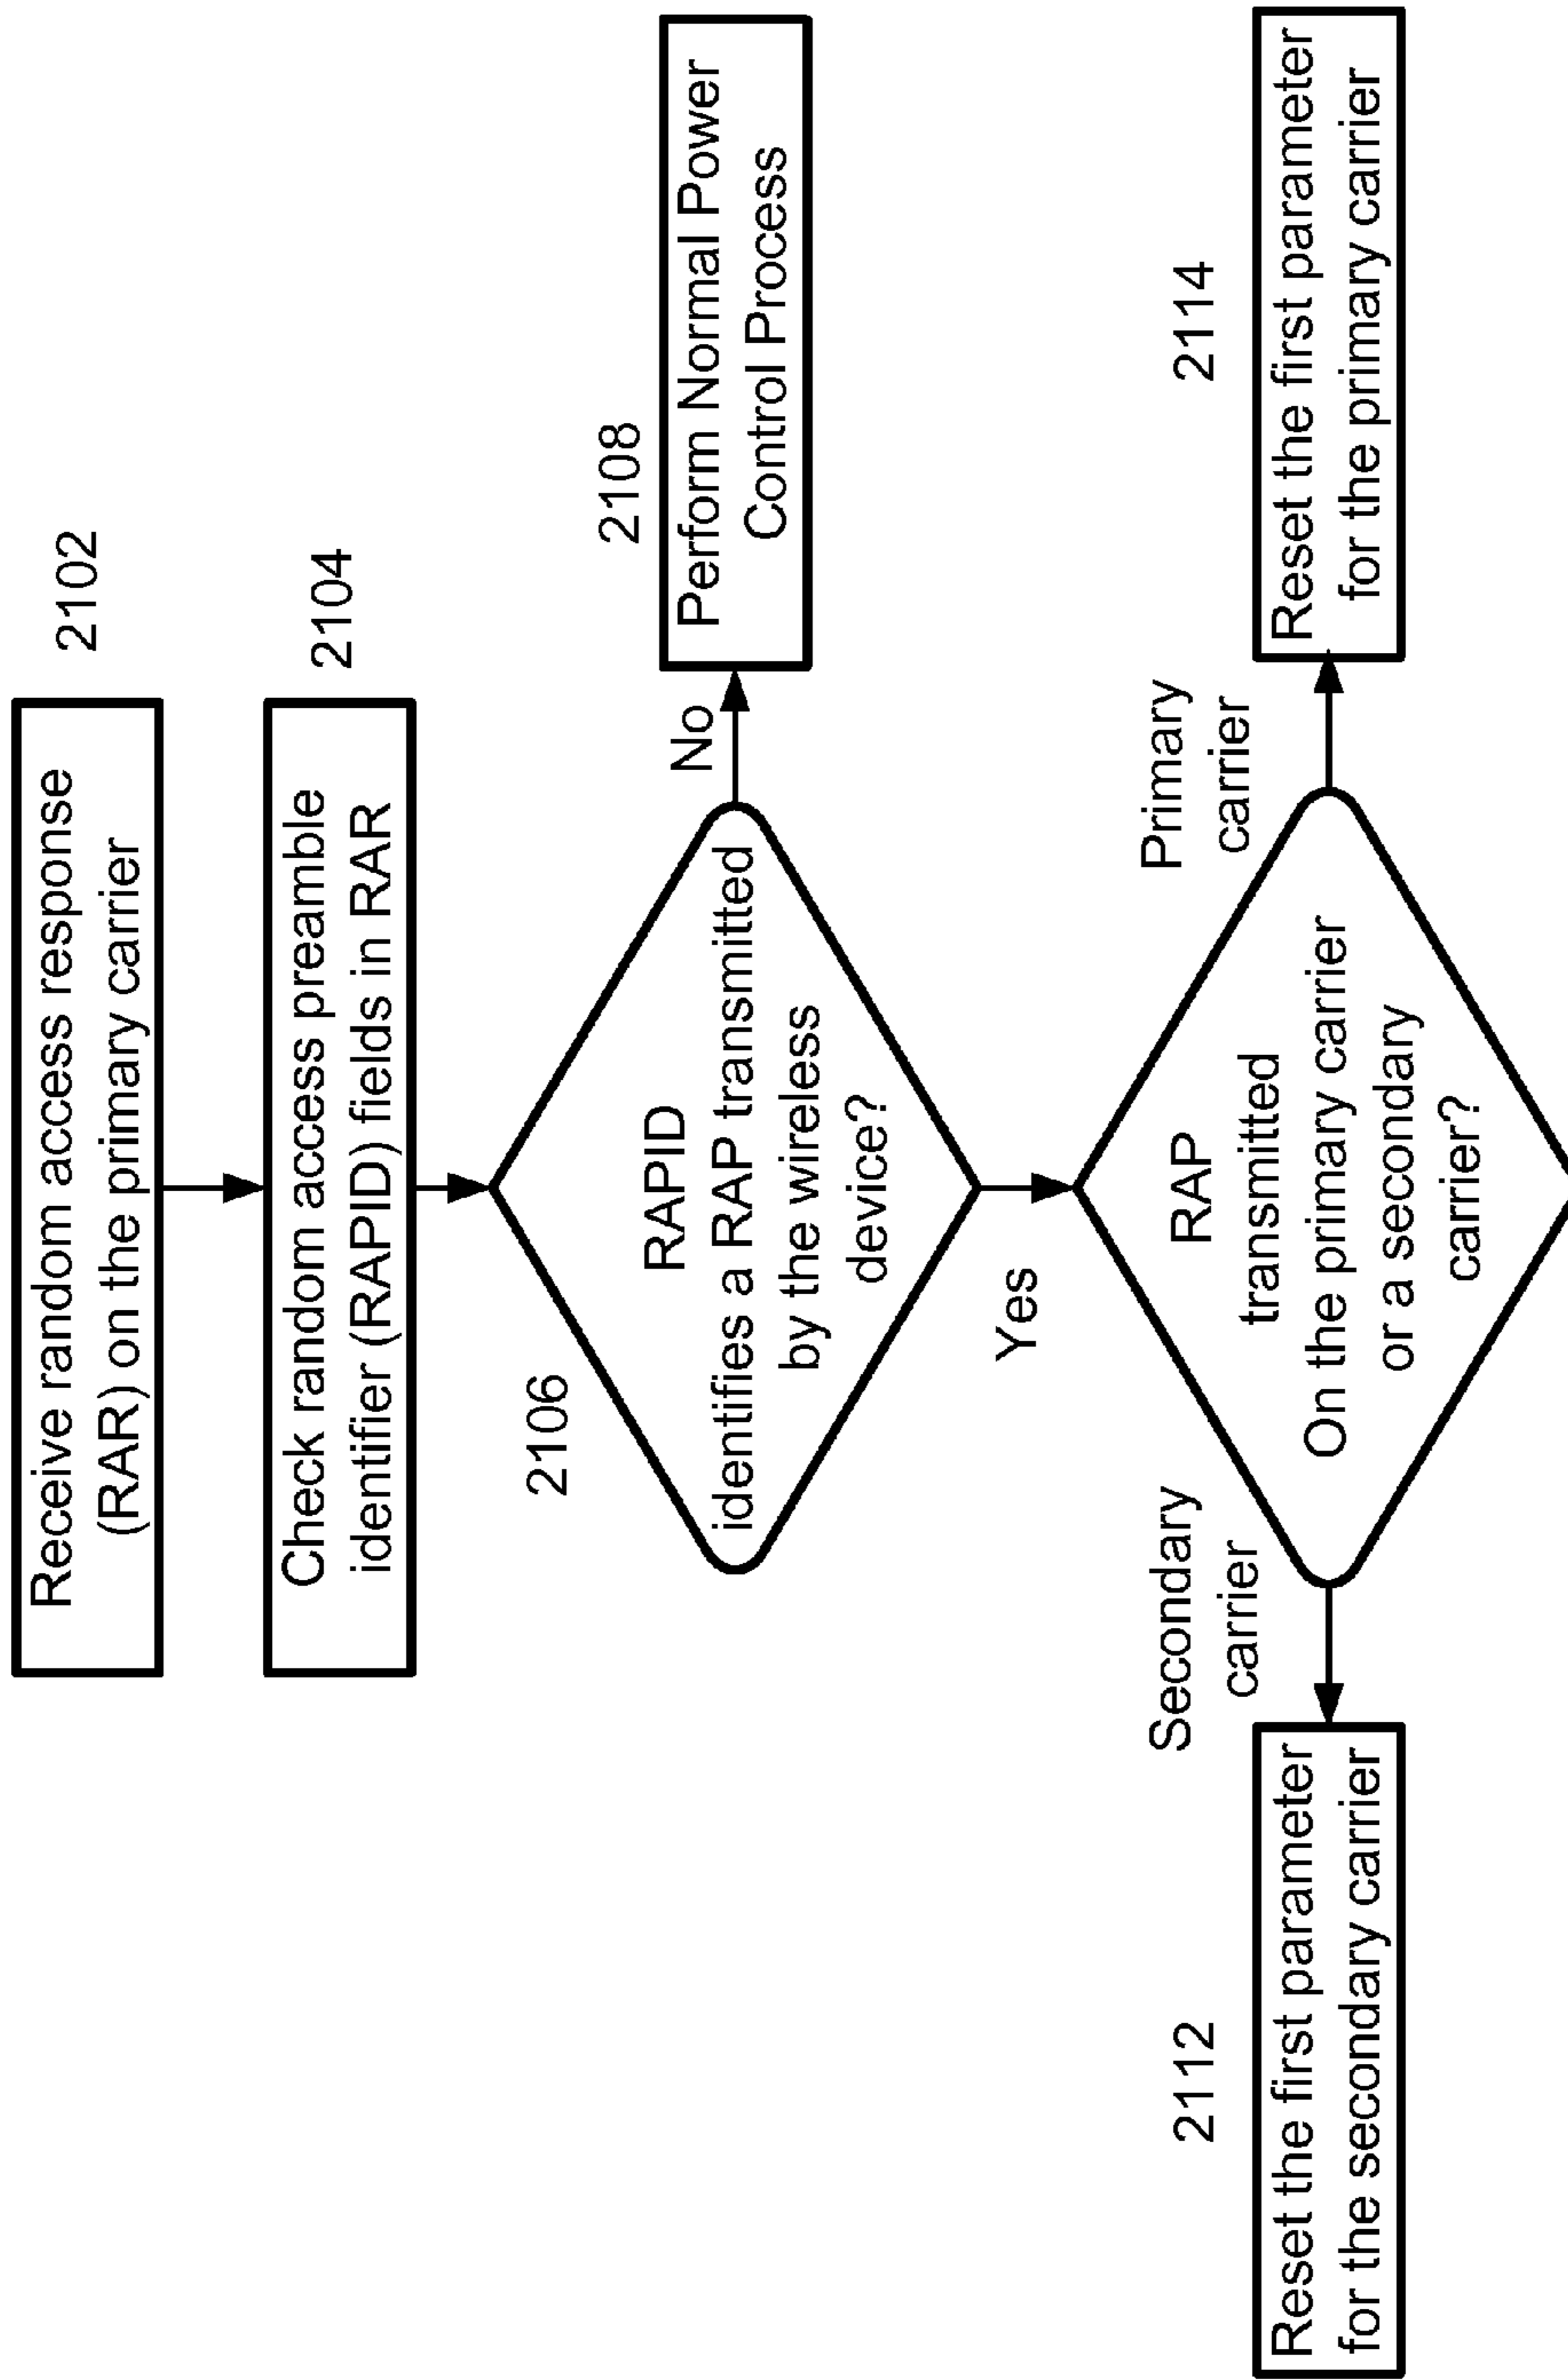 2102
Receive random access response
(RAR) on the primary carrier
2104
Check random access preamble
identifier (RAPID) fields in RAR
2106
RAPID
identifies a RAP transmitted
by the wireless
device?
No
2108
Perform Normal Power
Control Process
Yes
RAP
transmitted
On the primary carrier
or a secondary
carrier?
Secondary
carrier
Primary
carrier
2112
Reset the first parameter
for the secondary carrier
2114
Reset the first parameter
for the primary carrier